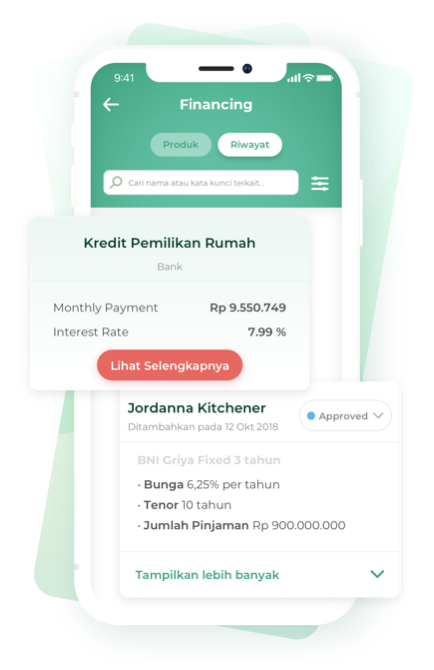 9:41
Financing
Produk Riwayat
Cari nama atau kata kunci terkait...
Kredit Pemilikan Rumah
Bank
Monthly Payment Rp 9.550.749
Interest Rate 7.99 %
Lihat Selengkapnya
Jordanna Kitchener
Approved
Ditambahkan pada 12 Okt 2018
BNI Griya Fixed 3 tahun
· Bunga 6,25% per tahun
· Tenor 10 tahun
· Jumlah Pinjaman Rp 900.000.000
Tampilkan lebih banyak